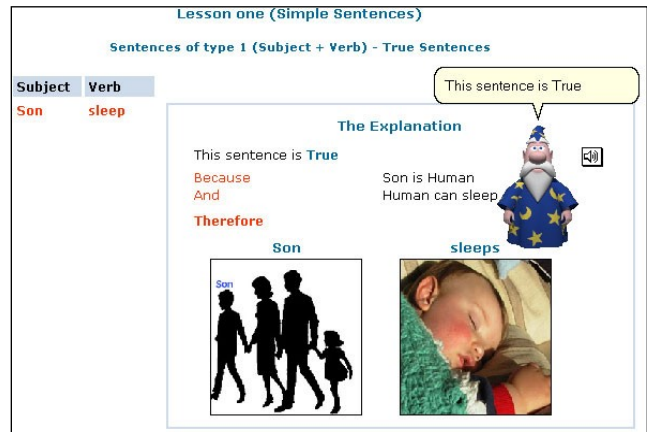 Lesson one (Simple Sentences)
Sentences of type 1 (Subject + Verb) - True Sentences
Subject Verb
Son sleep
This sentence is True
The Explanation
This sentence is True
Because Son is Human
And Human can sleep
Therefore
Son sleeps
Son